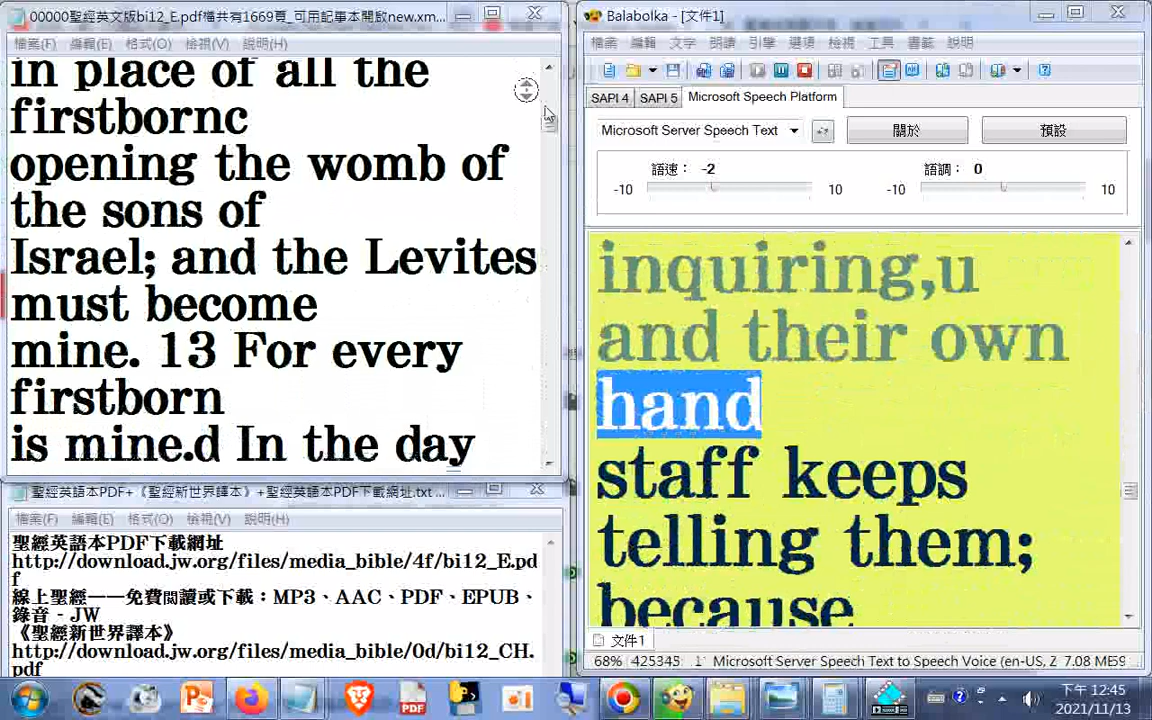 00000聖經英文版bi12_E.pdf檔共有1669頁_可用記事本開啟new.xm...
檔案(F) 編輯(E) 格式(O) 檢視(V) 說明(H)
in place of all the
firstbornc
opening the womb of
the sons of
Israel; and the Levites
must become
mine. 13 For every
firstborn
is mine.d In the day
聖經英語本PDF+《聖經新世界譯本》+聖經英語本PDF下載網址.txt ...
檔案(F) 編輯(E) 格式(O) 檢視(V) 說明(H)
聖經英語本PDF下載網址
http://download.jw.org/files/media_bible/4f/bi12_E.pd
f
線上聖經——免費閱讀或下載：MP3、AAC、PDF、EPUB、
錄音 - JW
《聖經新世界譯本》
http://download.jw.org/files/media_bible/0d/bi12_CH.
pdf
Balabolka - [文件1]
檔案 編輯 文字 朗讀 引擎 選項 檢視 工具 書籤 說明
SAPI 4 SAPI 5 Microsoft Speech Platform
Microsoft Server Speech Text 關於 預設
語速： -2 語調： 0
-10 10 -10 10
inquiring,u
and their own
hand
staff keeps
telling them;
because
文件1
68% 425345: Microsoft Server Speech Text to Speech Voice (en-US, Z 7.08 ME59
PDF
下午 12:45
2021/11/13